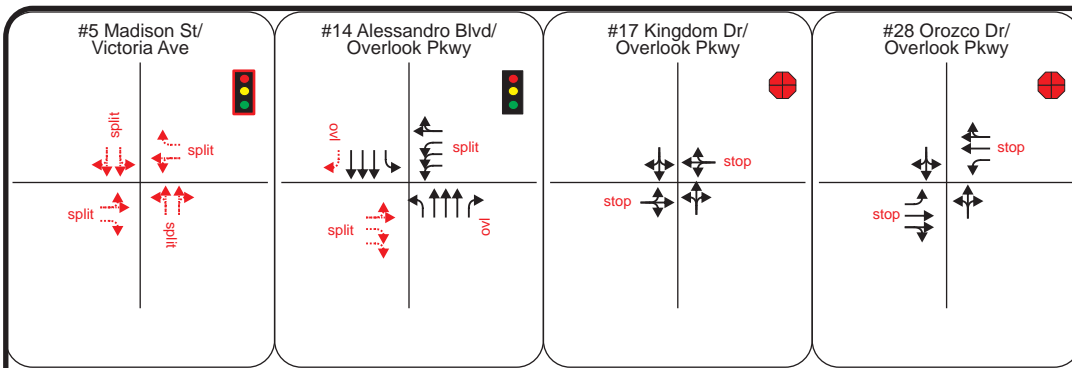 #5 Madison St/
Victoria Ave
split
split
split
split
#14 Alessandro Blvd/
Overlook Pkwy
ovl
split
split
ovl
#17 Kingdom Dr/
Overlook Pkwy
stop
stop
#28 Orozco Dr/
Overlook Pkwy
stop
stop